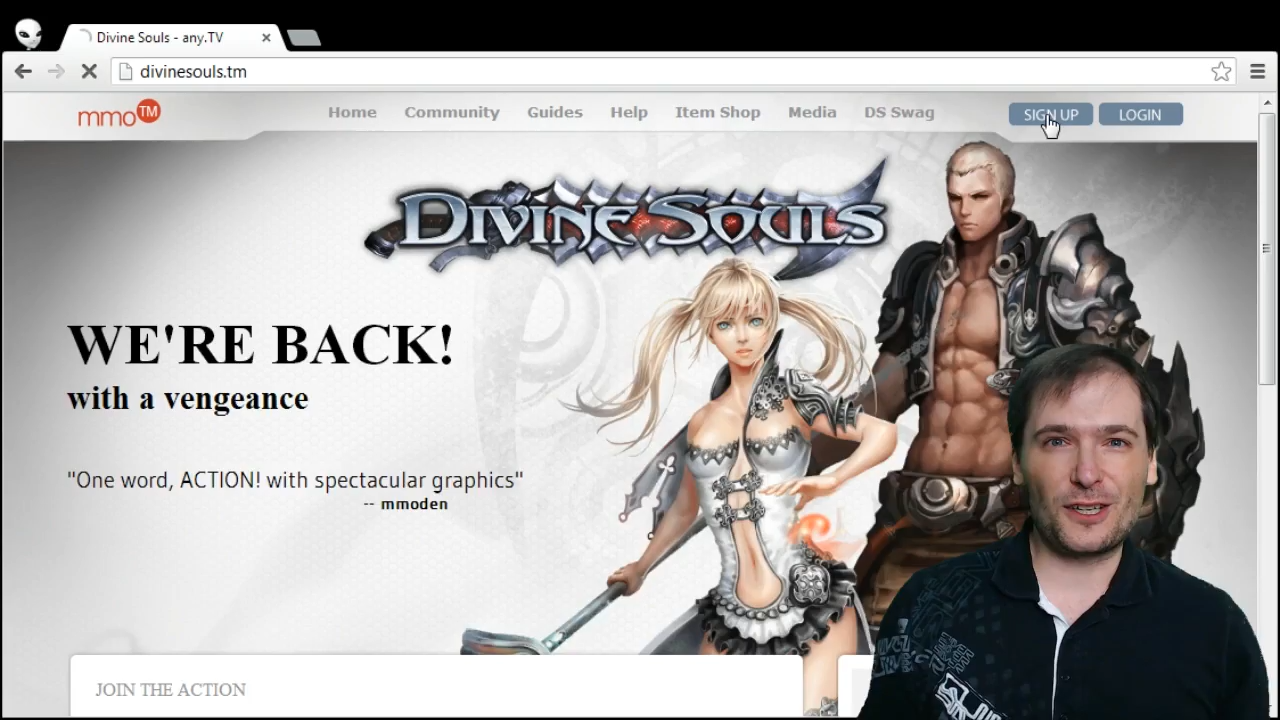 Divine Souls - any.TV
divinesouls.tm
mmo TM
Home Community Guides Help Item Shop Media DS Swag
SIGN UP LOGIN
DIVINE SOULS
WE'RE BACK!
with a vengeance
"One word, ACTION! with spectacular graphics"
-- mmoden
JOIN THE ACTION